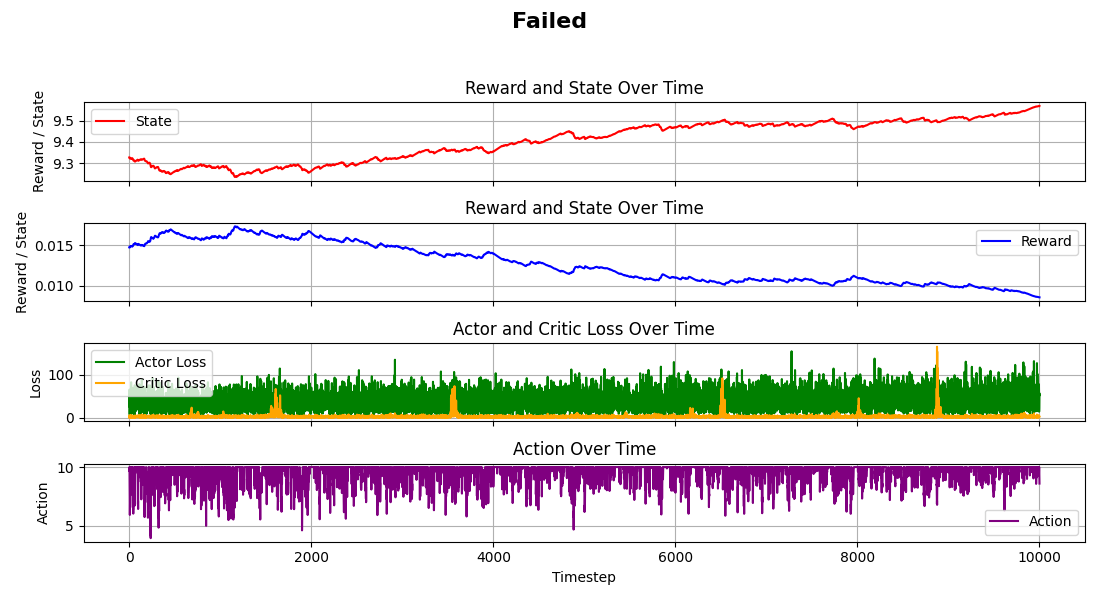 Failed
Reward and State Over Time
Reward / State
9.5
9.4
9.3
State
Reward and State Over Time
Reward / State
0.015
0.010
Reward
Actor and Critic Loss Over Time
Loss
100
0
Actor Loss
Critic Loss
Action Over Time
Action
10
5
Action
0
2000
4000
6000
8000
10000
Timestep